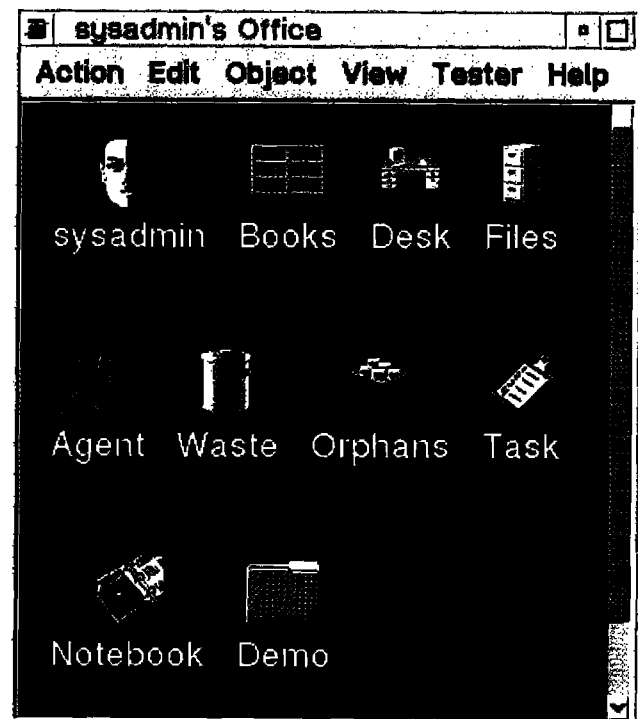 sysadmin's Office
Action Edit Object View Tester Help
sysadmin Books Desk Files
Agent Waste Orphans Task
Notebook Demo